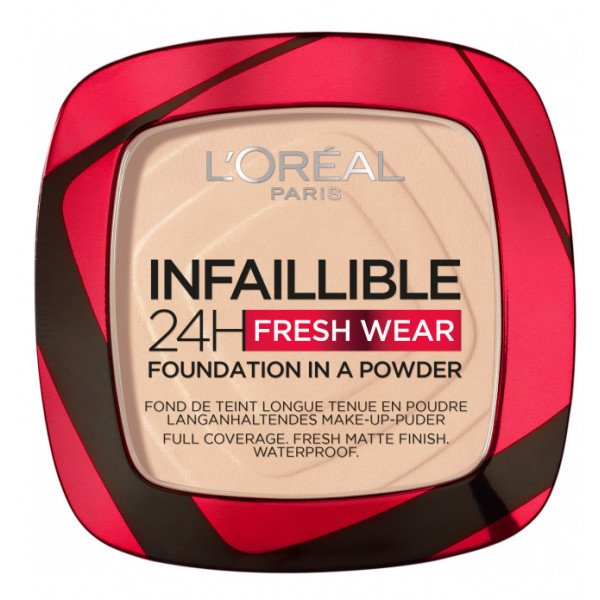 L'ORÉAL
PARIS
INFAILLIBLE
24H FRESH WEAR
FOUNDATION IN A POWDER
FOND DE TEINT LONGUE TENUE EN POUDRE
LANGANHALTENDES MAKE-UP-PUDER
FULL COVERAGE. FRESH MATTE FINISH.
WATERPROOF.